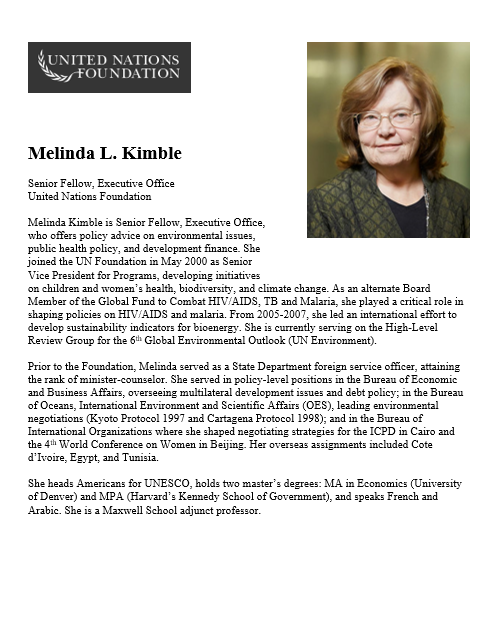 UNITED NATIONS
FOUNDATION
Melinda L. Kimble
Senior Fellow, Executive Office
United Nations Foundation
Melinda Kimble is Senior Fellow, Executive Office,
who offers policy advice on environmental issues,
public health policy, and development finance. She
joined the UN Foundation in May 2000 as Senior
Vice President for Programs, developing initiatives
on children and women's health, biodiversity, and climate change. As an alternate Board
Member of the Global Fund to Combat HIV/AIDS, TB and Malaria, she played a critical role in
shaping policies on HIV/AIDS and malaria. From 2005-2007, she led an international effort to
develop sustainability indicators for bioenergy. She is currently serving on the High-Level
Review Group for the 6th Global Environmental Outlook (UN Environment).
Prior to the Foundation, Melinda served as a State Department foreign service officer, attaining
the rank of minister-counselor. She served in policy-level positions in the Bureau of Economic
and Business Affairs, overseeing multilateral development issues and debt policy; in the Bureau
of Oceans, International Environment and Scientific Affairs (OES), leading environmental
negotiations (Kyoto Protocol 1997 and Cartagena Protocol 1998); and in the Bureau of
International Organizations where she shaped negotiating strategies for the ICPD in Cairo and
the 4th World Conference on Women in Beijing. Her overseas assignments included Cote
d'Ivoire, Egypt, and Tunisia.
She heads Americans for UNESCO, holds two master's degrees: MA in Economics (University
of Denver) and MPA (Harvard's Kennedy School of Government), and speaks French and
Arabic. She is a Maxwell School adjunct professor.